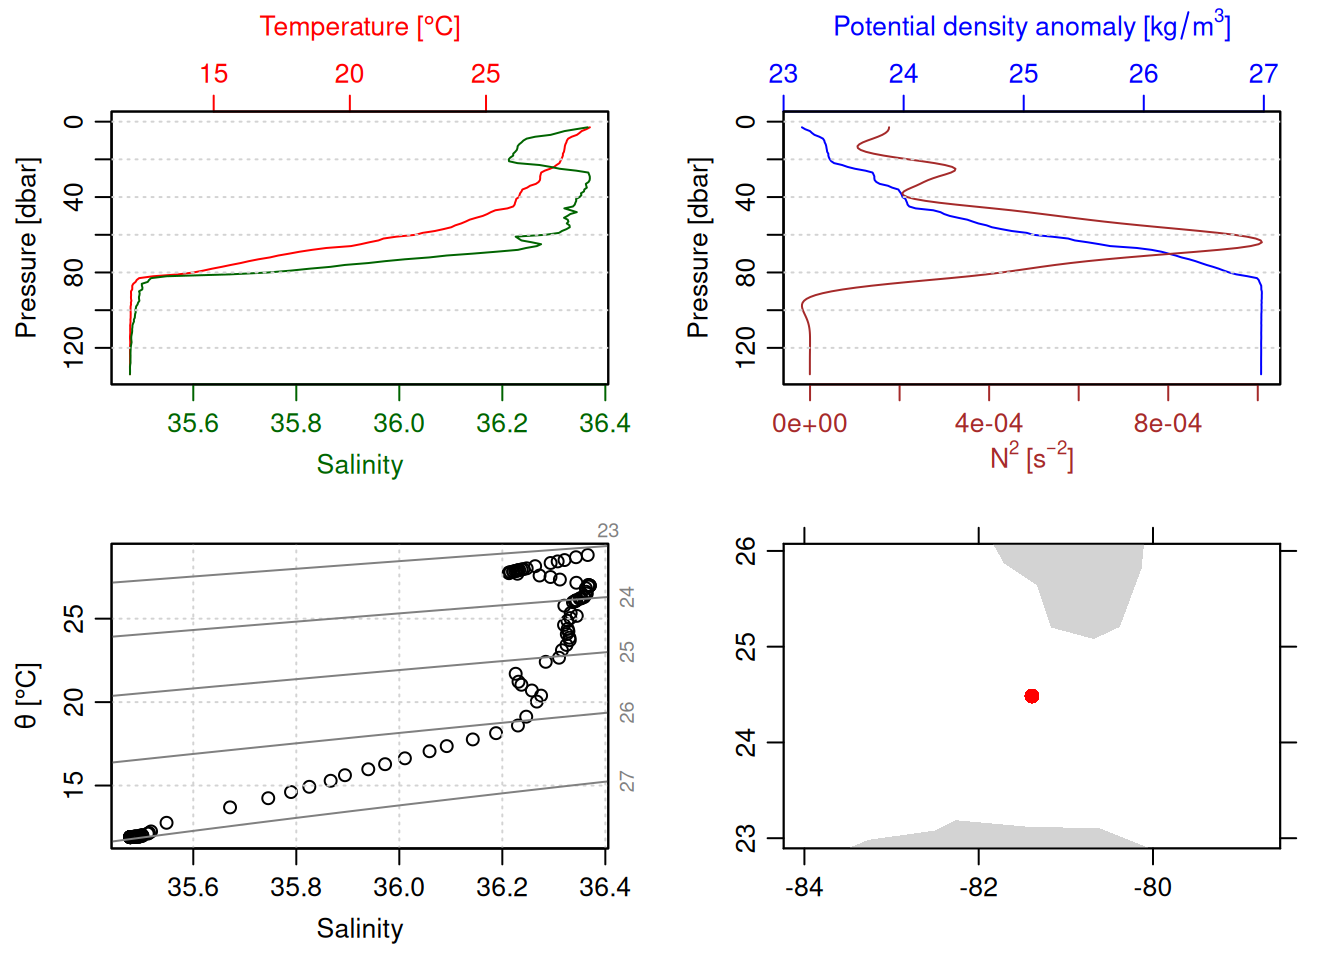 Temperature [°C]
15 20 25
Pressure [dbar]
0 40 80 120
35.6 35.8 36.0 36.2 36.4
Salinity
Potential density anomaly [kg/m³]
23 24 25 26 27
Pressure [dbar]
0 40 80 120
0e+00 4e-04 8e-04
N² [s⁻²]
23
24
25
26
27
θ [°C]
15 20 25
35.6 35.8 36.0 36.2 36.4
Salinity
23 24 25 26
-84 -82 -80